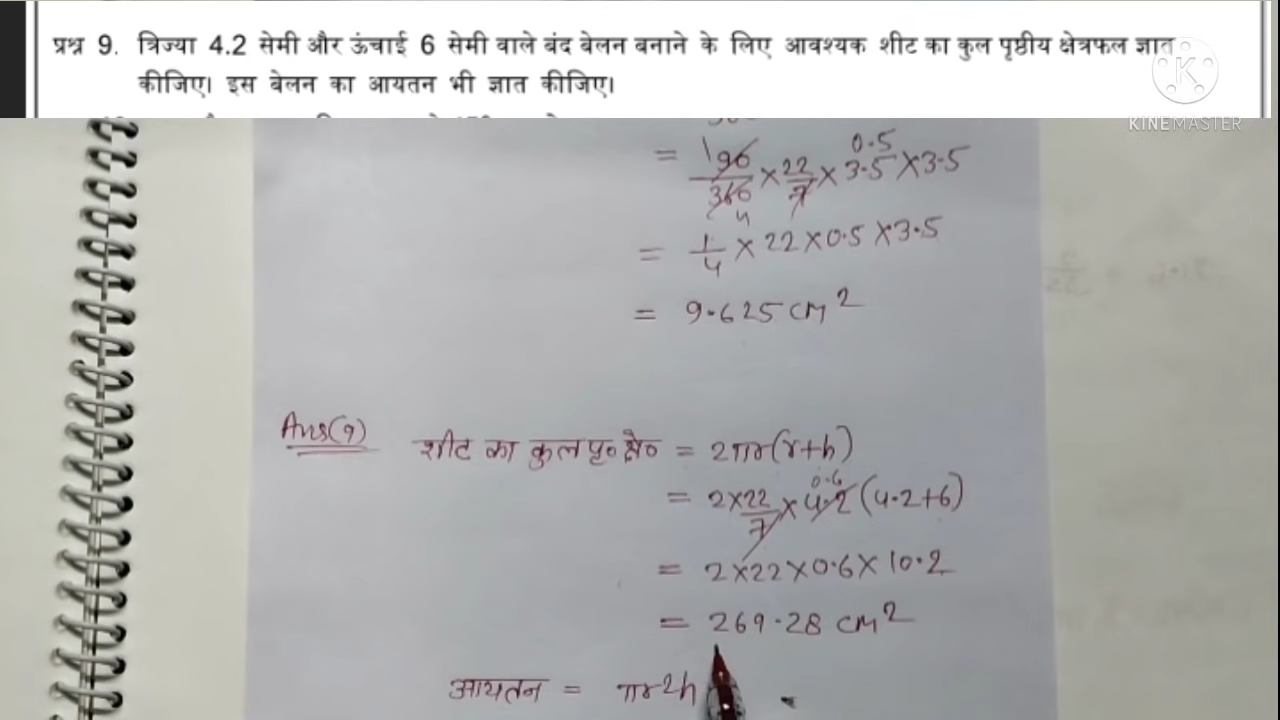 प्रश्न 9. त्रिज्या 4.2 सेमी और ऊंचाई 6 सेमी वाले बंद बेलन बनाने के लिए आवश्यक शीट का कुल पृष्ठीय क्षेत्रफल ज्ञात
कीजिए। इस बेलन का आयतन भी ज्ञात कीजिए।
K
KINEMASTER
0.5
= 190/360 × 22/7 × 3.5 × 3.5
4
= 1/4 × 22 × 0.5 × 3.5
= 9.625 cm²
Ans(9) शीट का कुल पृ० क्षे० = 2πr(r+h)
0.6
= 2×22/7 × 4.2 (4.2+6)
= 2×22×0.6×10.2
= 269.28 cm²
आयतन = πr2h